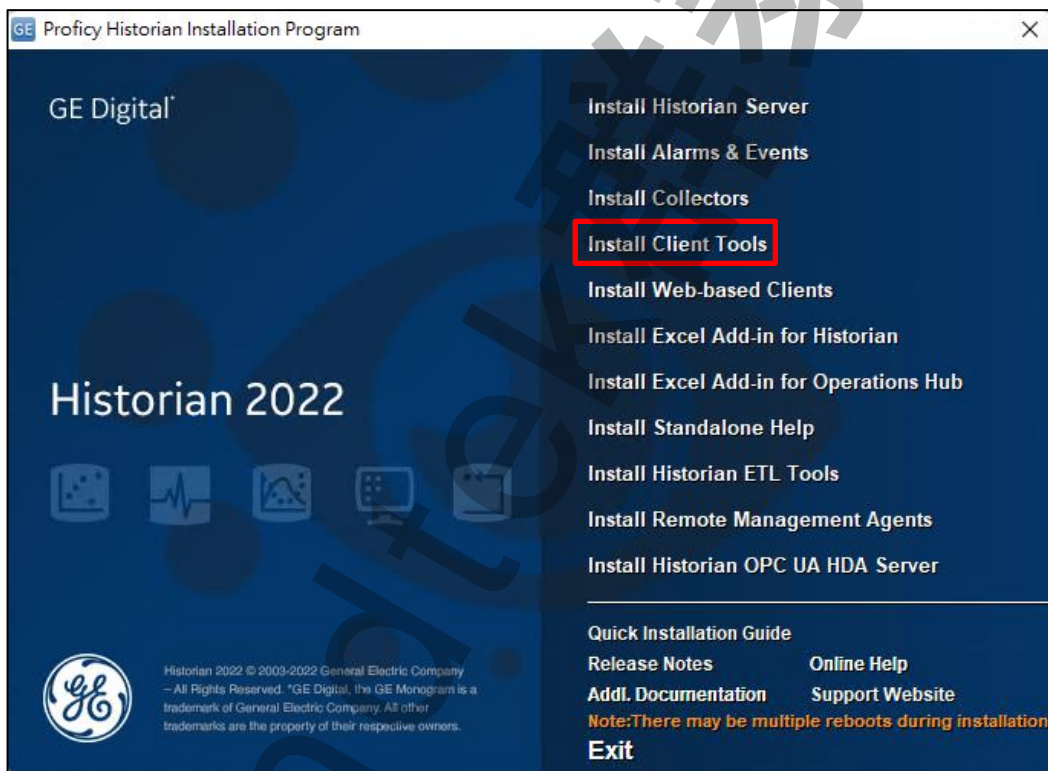 GE Proficy Historian Installation Program
GE Digital*
Historian 2022
Historian 2022 © 2003-2022 General Electric Company
– All Rights Reserved. *GE Digital, the GE Monogram is a
trademark of General Electric Company. All other
trademarks are the property of their respective owners.
Install Historian Server
Install Alarms & Events
Install Collectors
Install Client Tools
Install Web-based Clients
Install Excel Add-in for Historian
Install Excel Add-in for Operations Hub
Install Standalone Help
Install Historian ETL Tools
Install Remote Management Agents
Install Historian OPC UA HDA Server
Quick Installation Guide
Release Notes Online Help
Addl. Documentation Support Website
Note:There may be multiple reboots during installation
Exit